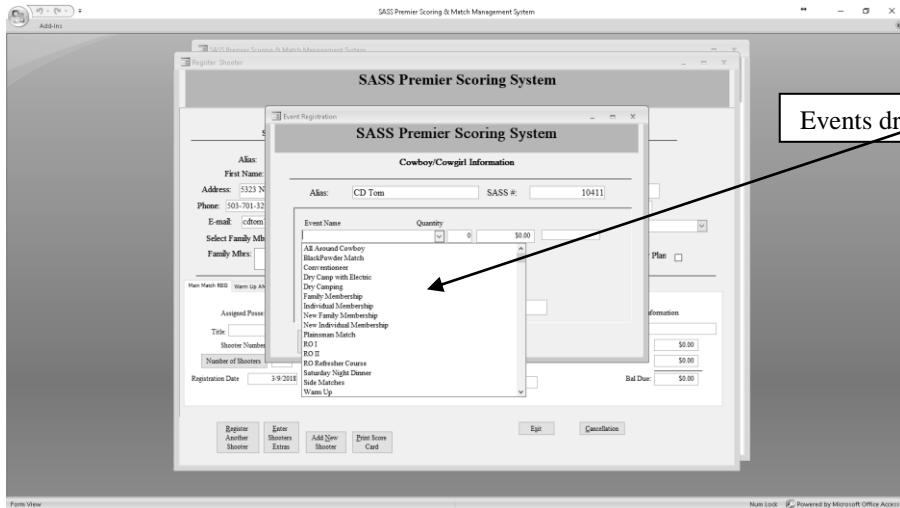 SASS Premier Scoring & Match Management System
Add-Ins
SASS Premier Scoring & Match Management System
Register Shooter
SASS Premier Scoring System
Event Registration
SASS Premier Scoring System
Cowboy/Cowgirl Information
Alias: CD Tom SASS #: 10411
Event Name Quantity
0 $0.00
All Around Cowboy
BlackPowder Match
Conventioneer
Dry Camp with Electric
Dry Camping
Family Membership
Individual Membership
New Family Membership
New Individual Membership
Plainsman Match
RO I
RO II
RO Refresher Course
Saturday Night Dinner
Side Matches
Warm Up
Events dr
Alias:
First Name:
Address: 5323 N
Phone: 503-701-32
E-mail: cdtom
Select Family Mb
Family Mbrs:
Plan
Main Match REG Warm Up AN
Assigned Posse:
Title:
Shooter Number
Number of Shooters
Registration Date 3/9/2018
formation
$0.00
$0.00
Bal Due: $0.00
Register Another Shooter
Enter Shooters Extras
Add New Shooter
Print Score Card
Exit
Cancellation
Form View
Num Lock Powered by Microsoft Office Access